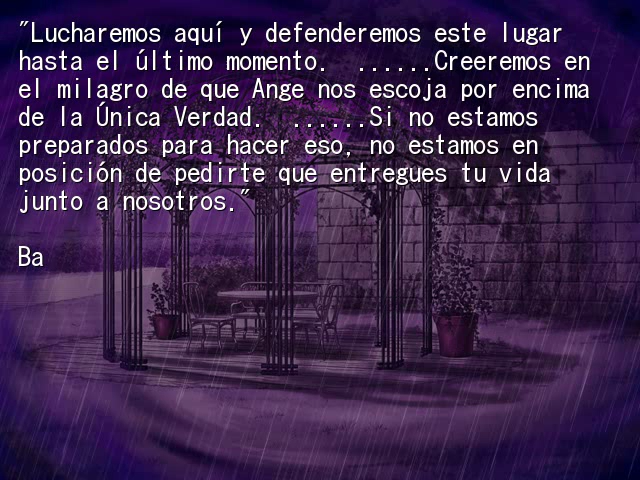 "Lucharemos aquí y defenderemos este lugar
hasta el último momento.  ......Creeremos en
el milagro de que Ange nos escoja por encima
de la Única Verdad.  ......Si no estamos
preparados para hacer eso, no estamos en
posición de pedirte que entregues tu vida
junto a nosotros."
Ba